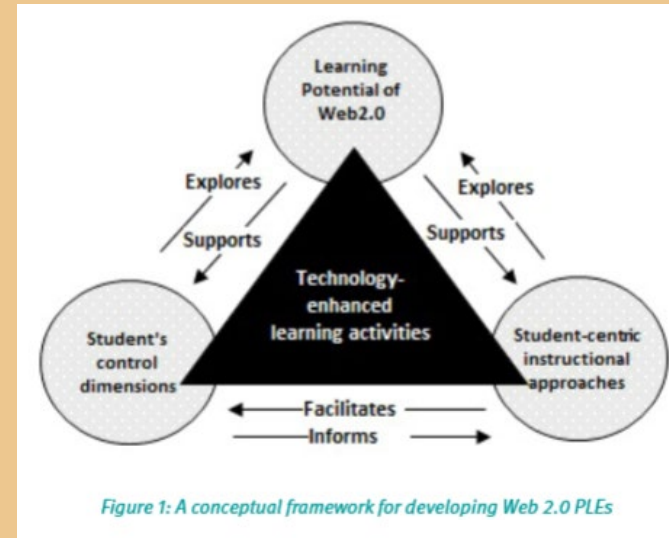 Learning
Potential of
Web2.0
Explores
Supports
Explores
Supports
Technology-
enhanced
learning activities
Student's
control
dimensions
Student-centric
instructional
approaches
Facilitates
Informs
Figure 1: A conceptual framework for developing Web 2.0 PLEs